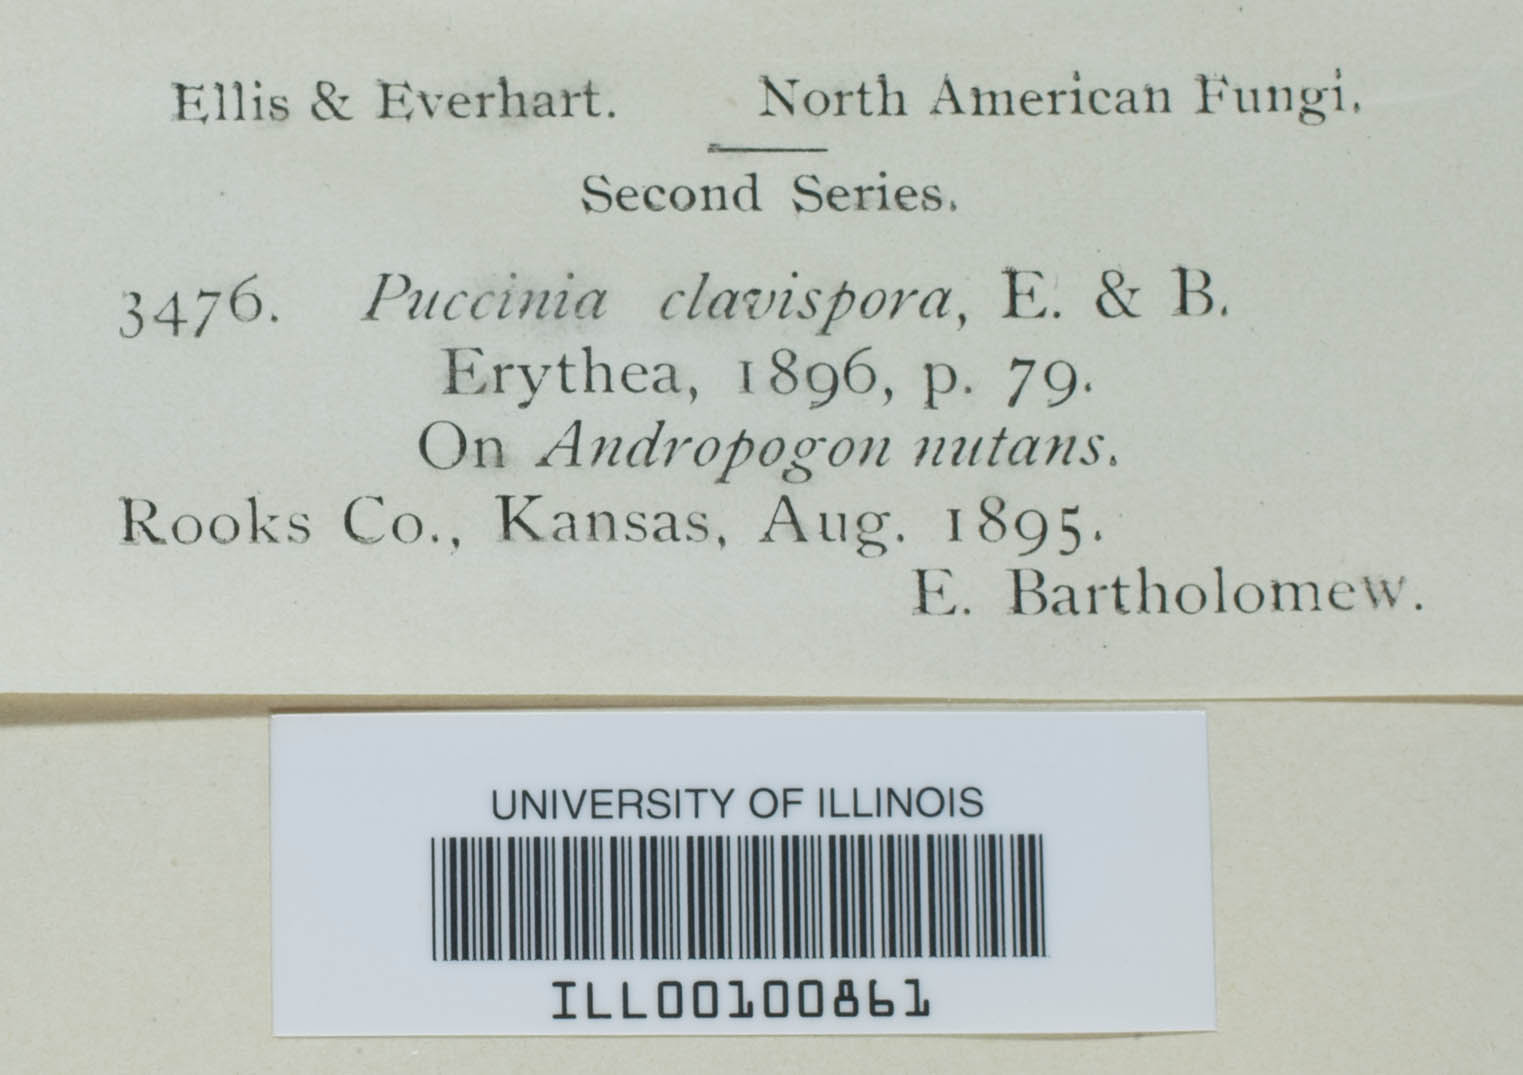 Ellis & Everhart. North American Fungi.
Second Series.
3476. Puccinia clavispora, E. & B.
Erythea, 1896, p. 79.
On Andropogon nutans.
Rooks Co., Kansas, Aug. 1895.
E. Bartholomew.
UNIVERSITY OF ILLINOIS
ILL00100861